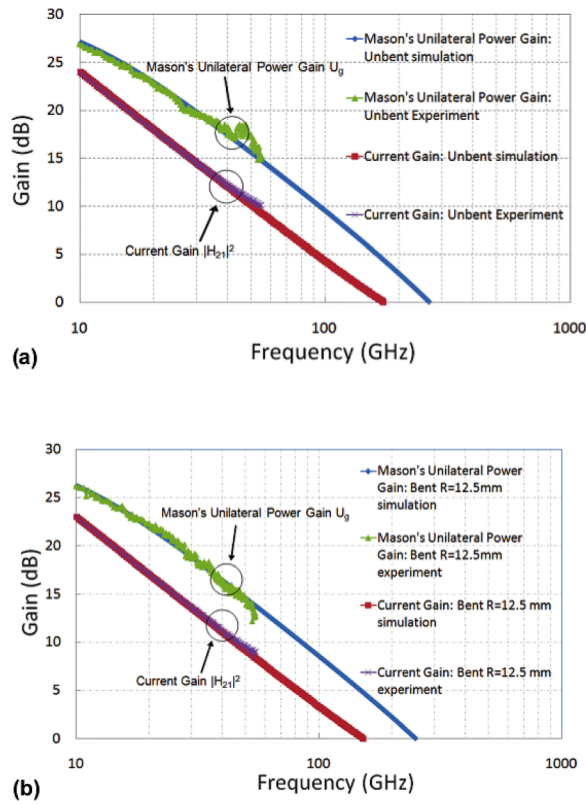 30
25
20
15
10
5
0
Gain (dB)
10
100
1000
Frequency (GHz)
Mason's Unilateral Power Gain Ug
Current Gain |H21|²
Mason's Unilateral Power Gain:
Unbent simulation
Mason's Unilateral Power Gain:
Unbent Experiment
Current Gain: Unbent simulation
Current Gain: Unbent Experiment
(a)
30
25
20
15
10
5
0
Gain (dB)
10
100
1000
Frequency (GHz)
Mason's Unilateral Power Gain Ug
Current Gain |H21|²
Mason's Unilateral Power
Gain: Bent R=12.5mm
simulation
Mason's Unilateral Power
Gain: Bent R=12.5mm
experiment
Current Gain: Bent R=12.5 mm
simulation
Current Gain: Bent R=12.5 mm
experiment
(b)